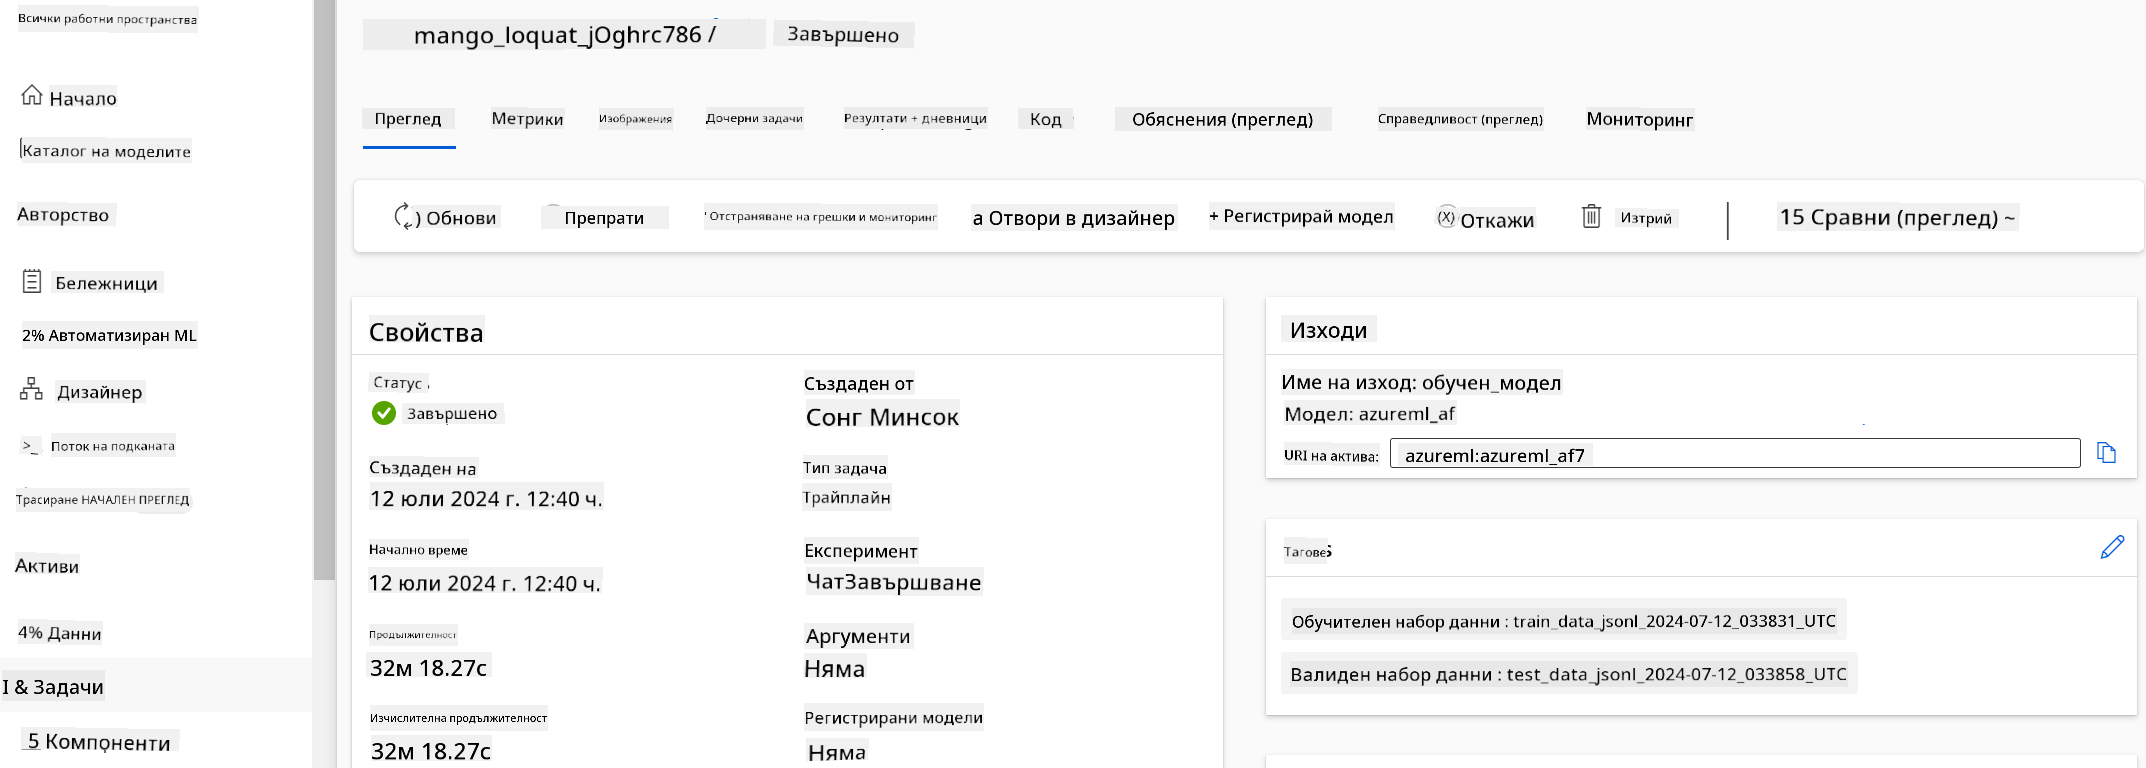 Всички работни пространства
Начало
Каталог на моделите
Авторство
Бележници
2% Автоматизиран ML
Дизайнер
>_ Поток на подканата
Трасиране НАЧАЛЕН ПРЕГЛЕД
Активи
4% Данни
I & Задачи
5 Компоненти
mango_loquat_jOghrc786 / Завършено
Преглед Метрики Изображения Дочерни задачи Резултати + дневници Код Обяснения (преглед) Справедливост (преглед) Мониторинг
) Обнови Препрати ' Отстраняване на грешки и мониторинг а Отвори в дизайнер + Регистрирай модел (X) Откажи Изтрий 15 Сравни (преглед) ~
Свойства
Статус
Завършено
Създаден на
12 юли 2024 г. 12:40 ч.
Начално време
12 юли 2024 г. 12:40 ч.
Продължителност
32м 18.27с
Изчислителна продължителност
32м 18.27с
Създаден от
Сонг Минсок
Тип задача
Трайплайн
Експеримент
ЧатЗавършване
Аргументи
Няма
Регистрирани модели
Няма
Изходи
Име на изход: обучен_модел
Модел: azureml_af
URI на актива: azureml:azureml_af7
Тагове
Обучителен набор данни : train_data_jsonl_2024-07-12_033831_UTC
Валиден набор данни : test_data_jsonl_2024-07-12_033858_UTC